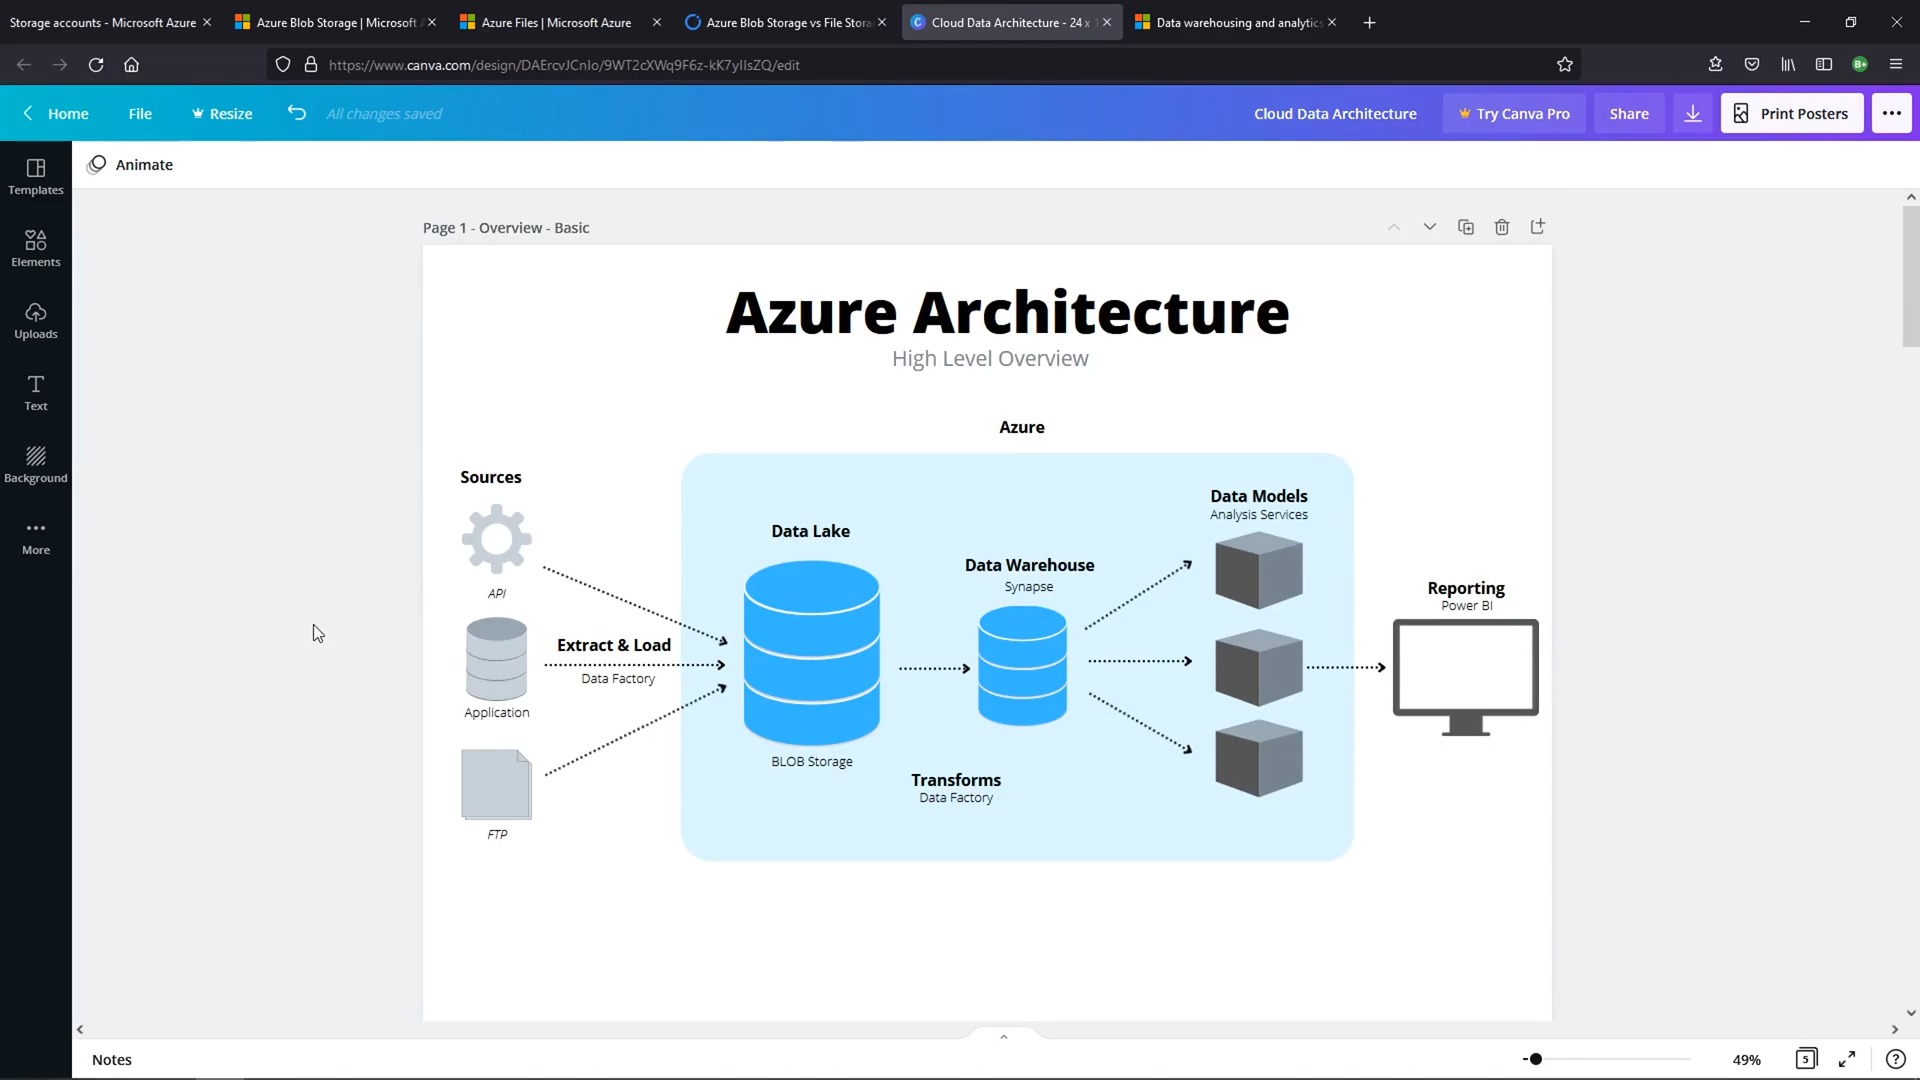 Storage accounts - Microsoft Azure
Azure Blob Storage | Microsoft
Azure Files | Microsoft Azure
Azure Blob Storage vs File Stora
Cloud Data Architecture - 24 x 1
Data warehousing and analytics
https://www.canva.com/design/DAErcvJCnIo/9WT2cXWq9F6z-kK7yIIsZQ/edit
Home
File
Resize
All changes saved
Cloud Data Architecture
Try Canva Pro
Share
Print Posters
Animate
Templates
Elements
Uploads
Text
Background
More
Page 1 - Overview - Basic
Azure Architecture
High Level Overview
Azure
Sources
API
Application
FTP
Extract & Load
Data Factory
Data Lake
BLOB Storage
Data Warehouse
Synapse
Transforms
Data Factory
Data Models
Analysis Services
Reporting
Power BI
Notes
49%
5